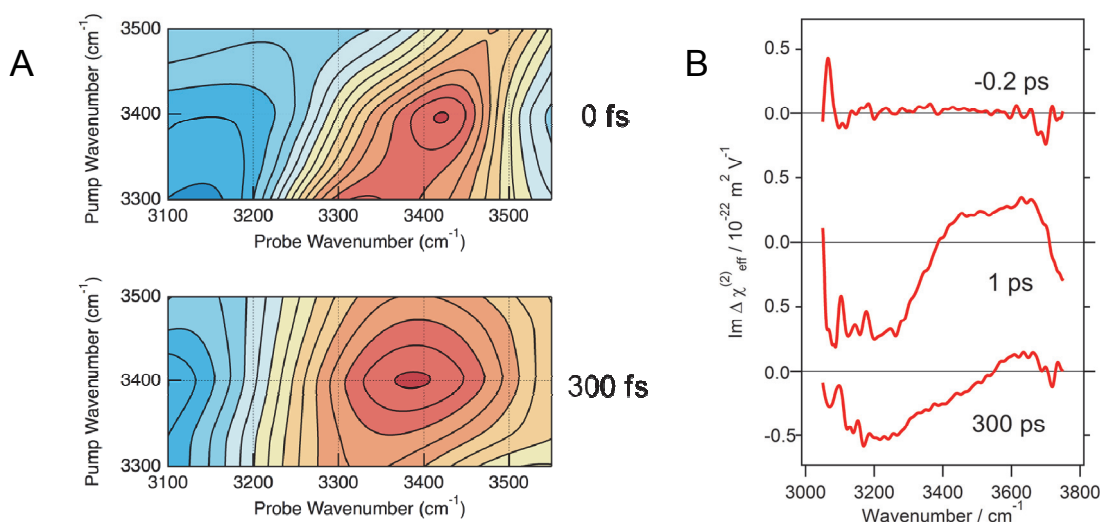 A
Pump Wavenumber (cm⁻¹)
3500
3400
3300
3100 3200 3300 3400 3500
Probe Wavenumber (cm⁻¹)
0 fs
Pump Wavenumber (cm⁻¹)
3500
3400
3300
3100 3200 3300 3400 3500
Probe Wavenumber (cm⁻¹)
300 fs
B
Im Δ χ⁽²⁾eff / 10⁻²² m² V⁻¹
0.5
0.0
-0.2 ps
0.5
0.0
0.5
1 ps
0.0
-0.5
300 ps
3000 3200 3400 3600 3800
Wavenumber / cm⁻¹